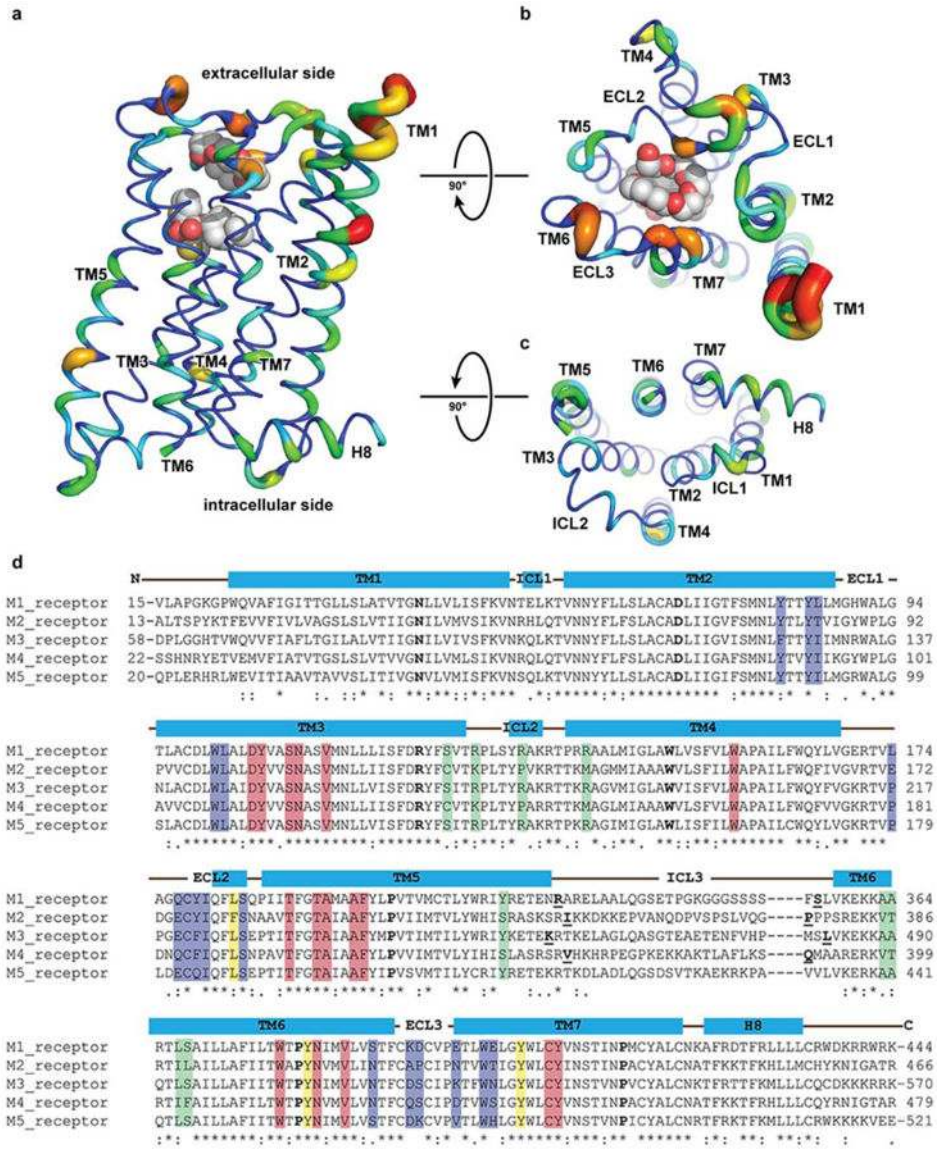 a
extracellular side
TM1
TM2
TM5
TM3
TM4
TM7
TM6
H8
intracellular side
90°
90°
b
TM4
TM3
ECL2
ECL1
TM5
TM2
TM6
ECL3
TM7
TM1
c
TM7
TM5
TM6
H8
TM3
TM2
ICL1
TM1
ICL2
TM4
d
N TM1 ICL1 TM2 ECL1
M1_receptor 15-VLAPGKGPWQVAFIGITTGLLSLATVTGNLLVLISFKVNTELKTVNNYFLLSLACADLIIGTFSMNLYTTYLLMGHWALG 94
M2_receptor 13-ALTSPYKTFEVVFIVLVAGSLSLVTIIGNILVMVSIKVNRHLQTVNNYFLFSLACADLIIGVFSMNLYTLYTVIGYWPLG 92
M3_receptor 58-DPLGGHTVWQVVFIAFLTGILALVTIIGNILVIVSFKVNKQLKTVNNYFLLSLACADLIIGVISMNLFTTYIIMNRWALG 137
M4_receptor 22-SSHNRYETVEMVFIATVTGSLSLVTVVGNILVMLSIKVNRQLQTVNNYFLFSLACADLIIGAFSMNLYTVYIIKGYWPLG 101
M5_receptor 20-QPLERHRLWEVITIAAVTAVVSLITIVGNVLVMISFKVNSQLKTVNNYYLLSLACADLIIGIFSMNLYTTYILMGRWALG 99
TM3 ICL2 TM4
M1_receptor TLACDLWLALDYVASNASVMNLLLISFDRYFSVTRPLSYRAKRTPRRAALMIGLAWLVSFVLWAPAILFWQYLVGERTVL 174
M2_receptor PVVCDLWLALDYVVSNASVMNLLIISFDRYFCVTKPLTYPVKRTTKMAGMMIAAAWVLSFILWAPAILFWQFIVGVRTVE 172
M3_receptor NLACDLWLAIDYVASNASVMNLLVISFDRYFSITRPLTYRAKRTTKRAGVMIGLAWVISFVLWAPAILFWQYFVGKRTVP 217
M4_receptor AVVCDLWLALDYVVSNASVMNLLIISFDRYFCVTKPLTYPARRTTKMAGLMIAAAWVLSFVLWAPAILFWQFVVGKRTVP 181
M5_receptor SLACDLWLALDYVASNASVMNLLVISFDRYFSITRPLTYRAKRTPKRAGIMIGLAWLISFILWAPAILCWQYLVGKRTVP 179
ECL2 TM5 ICL3 TM6
M1_receptor AGQCYIQFLSQPIITFGTAMAAFYLPVTVMCTLYWRIYRETENRARELAALQGSETPGKGGGSSSS----FSLVKEKKAA 364
M2_receptor DGECYIQFFSNAAVTFGTAIAAFYLPVIIMTVLYWHISRASKSRIKKDKKEPVANQDPVSPSLVQG----PPPSREKKVT 386
M3_receptor PGECFIQFLSEPTITFGTAIAAFYMPVTIMTILYWRIYKETEKRTKELAGLQASGTEAETENFVHP----MSLVKEKKAA 490
M4_receptor DNQCFIQFLSNPAVTFGTAIAAFYLPVVIMTVLYIHISLASRSRVHKHRPEGPKEKKAKTLAFLKS----QMAARERKVT 399
M5_receptor LDECQIQFLSEPTITFGTAIAAFYIPVSVMTILYCRIYRETEKRTKDLADLQGSDSVTKAEKRKPA----VVLVKERKAA 441
TM6 ECL3 TM7 H8 C
M1_receptor RTLSAILLAFILTWTPYNIMVLVSTFCKDCVPETLWELGYWLCYVNSTINPMCYALCNKAFRDTFRLLLLCRWDKRRWRK-444
M2_receptor RTILAILLAFIITWAPYNVMVLINTFCAPCIPNTVWTIGYWLCYINSTINPACYALCNATFKKTFKHLLMCHYKNIGATR 466
M3_receptor QTLSAILLAFIITWTPYNIMVLVNTFCDSCIPKTFWNLGYWLCYINSTVNPVCYALCNKTFRTTFKMLLLCQCDKKKRRK-570
M4_receptor RTIFAILLAFILTWTPYNVMVLVNTFCQSCIPDTVWSIGYWLCYVNSTINPACYALCNATFKKTFRHLLLCQYRNIGTAR 479
M5_receptor QTLSAILLAFIITWTPYNIMVLVSTFCDKCVPVTLWHLGYWLCYVNSTVNPICYALCNRTFRKTFKMLLLCRWKKKKVEE-521